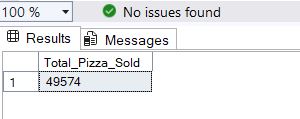 100 % No issues found
Results Messages
Total_Pizza_Sold
1 49574